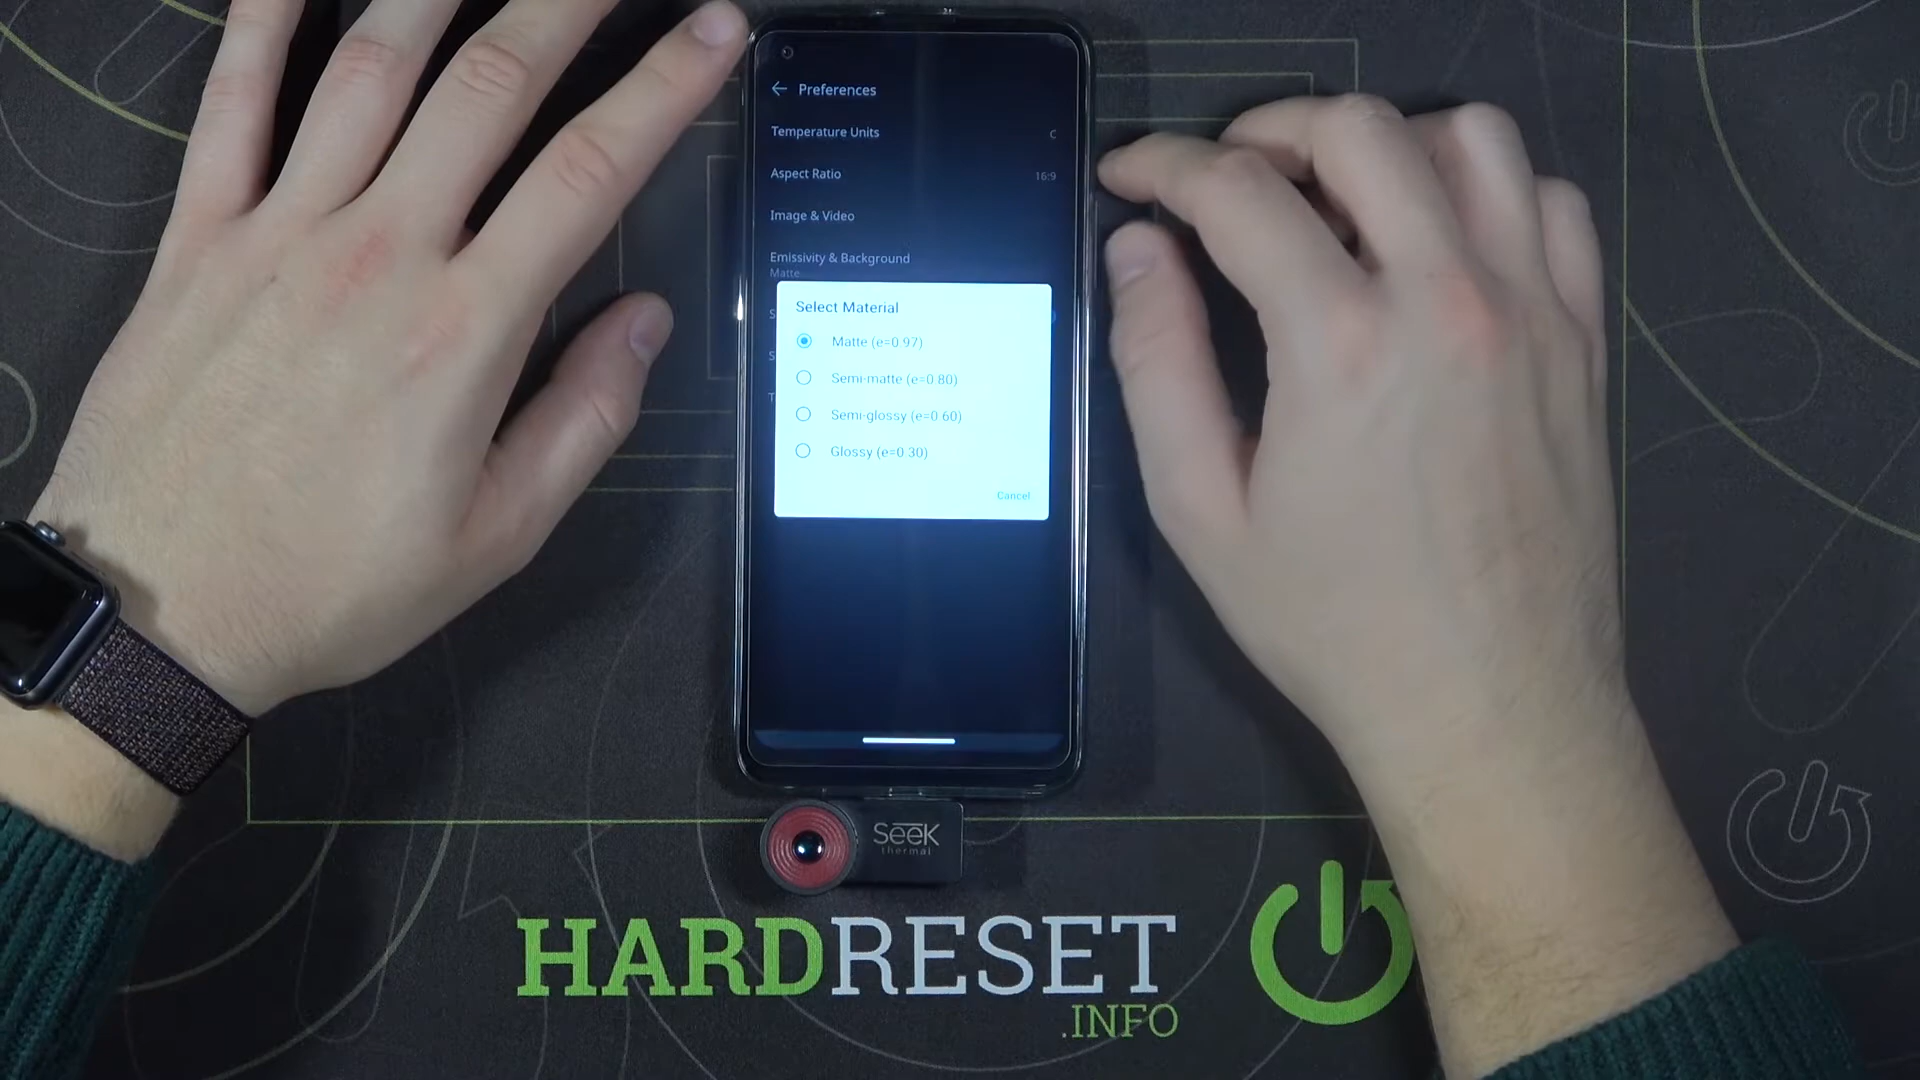 Preferences
Temperature Units C
Aspect Ratio 16:9
Image & Video
Emissivity & Background
Matte
Select Material
Matte (e=0.97)
Semi-matte (e=0.80)
Semi-glossy (e=0.60)
Glossy (e=0.30)
Cancel
Seek
thermal
HARDRESET
.INFO